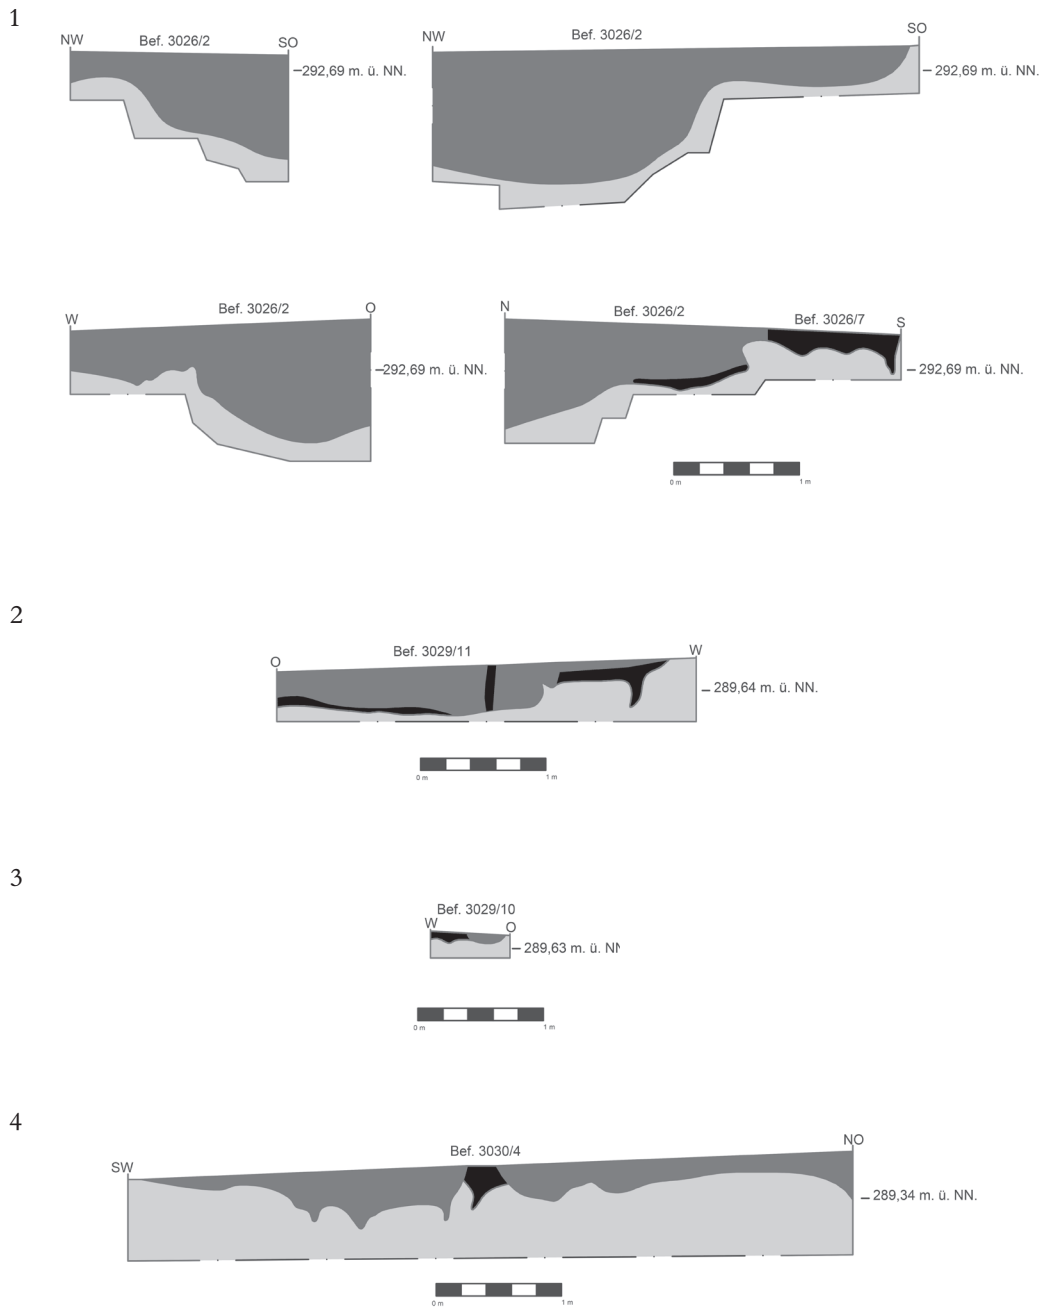 1
NW Bef. 3026/2 SO
292,69 m. ü. NN.
NW Bef. 3026/2 SO
292,69 m. ü. NN.
W Bef. 3026/2 O
292,69 m. ü. NN.
N Bef. 3026/2 Bef. 3026/7 S
292,69 m. ü. NN.
0 m 1 m
2
O Bef. 3029/11 W
289,64 m. ü. NN.
0 m 1 m
3
Bef. 3029/10
W O
289,63 m. ü. NN
0 m 1 m
4
SW Bef. 3030/4 NO
289,34 m. ü. NN.
0 m 1 m